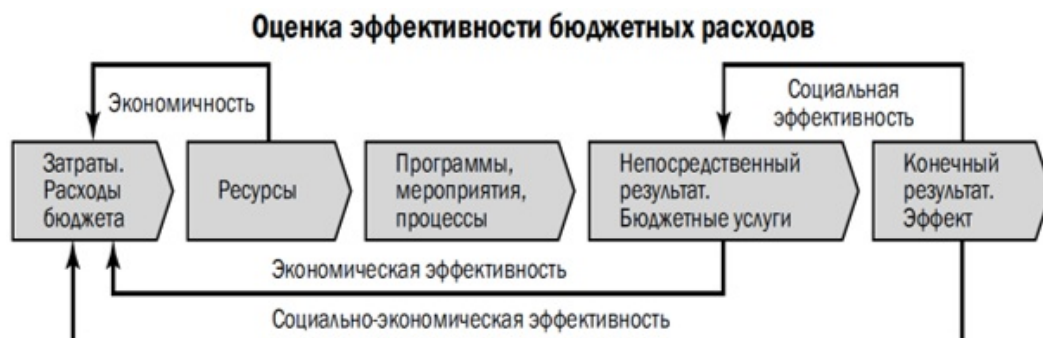 Оценка эффективности бюджетных расходов
Экономичность
Социальная
эффективность
Затраты.
Расходы
бюджета
Ресурсы
Программы,
мероприятия,
процессы
Непосредственный
результат.
Бюджетные услуги
Конечный
результат.
Эффект
Экономическая эффективность
Социально-экономическая эффективность